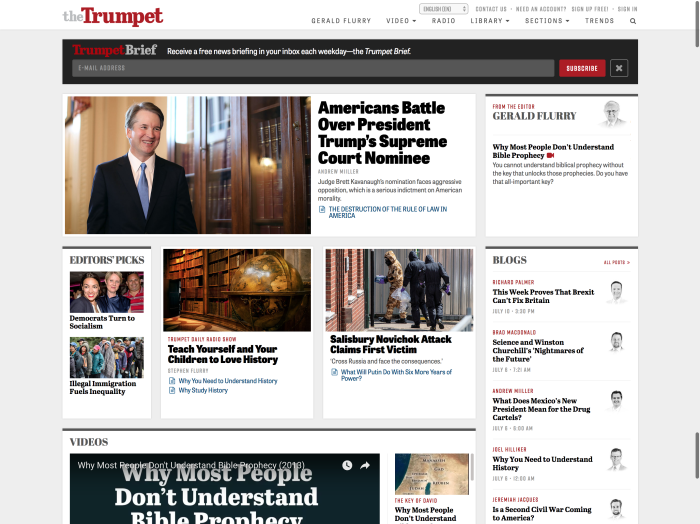 theTrumpet
ENGLISH (EN)
CONTACT US • NEED AN ACCOUNT? SIGN UP FREE! • SIGN IN
GERALD FLURRY VIDEO RADIO LIBRARY SECTIONS TRENDS
TrumpetBrief Receive a free news briefing in your inbox each weekday—the Trumpet Brief.
E-MAIL ADDRESS
SUBSCRIBE
Americans Battle
Over President
Trump's Supreme
Court Nominee
ANDREW MIILLER
Judge Brett Kavanaugh's nomination faces aggressive
opposition, which is a serious indictment on American
morality.
THE DESTRUCTION OF THE RULE OF LAW IN
AMERICA
FROM THE EDITOR
GERALD FLURRY
Why Most People Don't Understand
Bible Prophecy
You cannot understand biblical prophecy without
the key that unlocks those prophecies. Do you have
that all-important key?
EDITORS' PICKS
Democrats Turn to
Socialism
Illegal Immigration
Fuels Inequality
TRUMPET DAILY RADIO SHOW
Teach Yourself and Your
Children to Love History
STEPHEN FLURRY
Why You Need to Understand History
Why Study History
Salisbury Novichok Attack
Claims First Victim
'Cross Russia and face the consequences.'
What Will Putin Do With Six More Years of
Power?
BLOGS
ALL POSTS >
RICHARD PALMER
This Week Proves That Brexit
Can't Fix Britain
JULY 10 - 3:30 PM
BRAD MACDONALD
Science and Winston
Churchill's 'Nightmares of
the Future'
JULY 9 - 7:21 AM
ANDREW MIILLER
What Does Mexico's New
President Mean for the Drug
Cartels?
JULY 6 - 6:00 AM
JOEL HILLIKER
Why You Need to Understand
History
JULY 6 - 12:00 AM
JEREMIAH JACQUES
Is a Second Civil War Coming
to America?
VIDEOS
Why Most People Don't Understand Bible Prophecy (2013)
Why Most People
Don't Understand
Bible Prophecy
THE KEY OF DAVID
Why Most People
Don't Understand